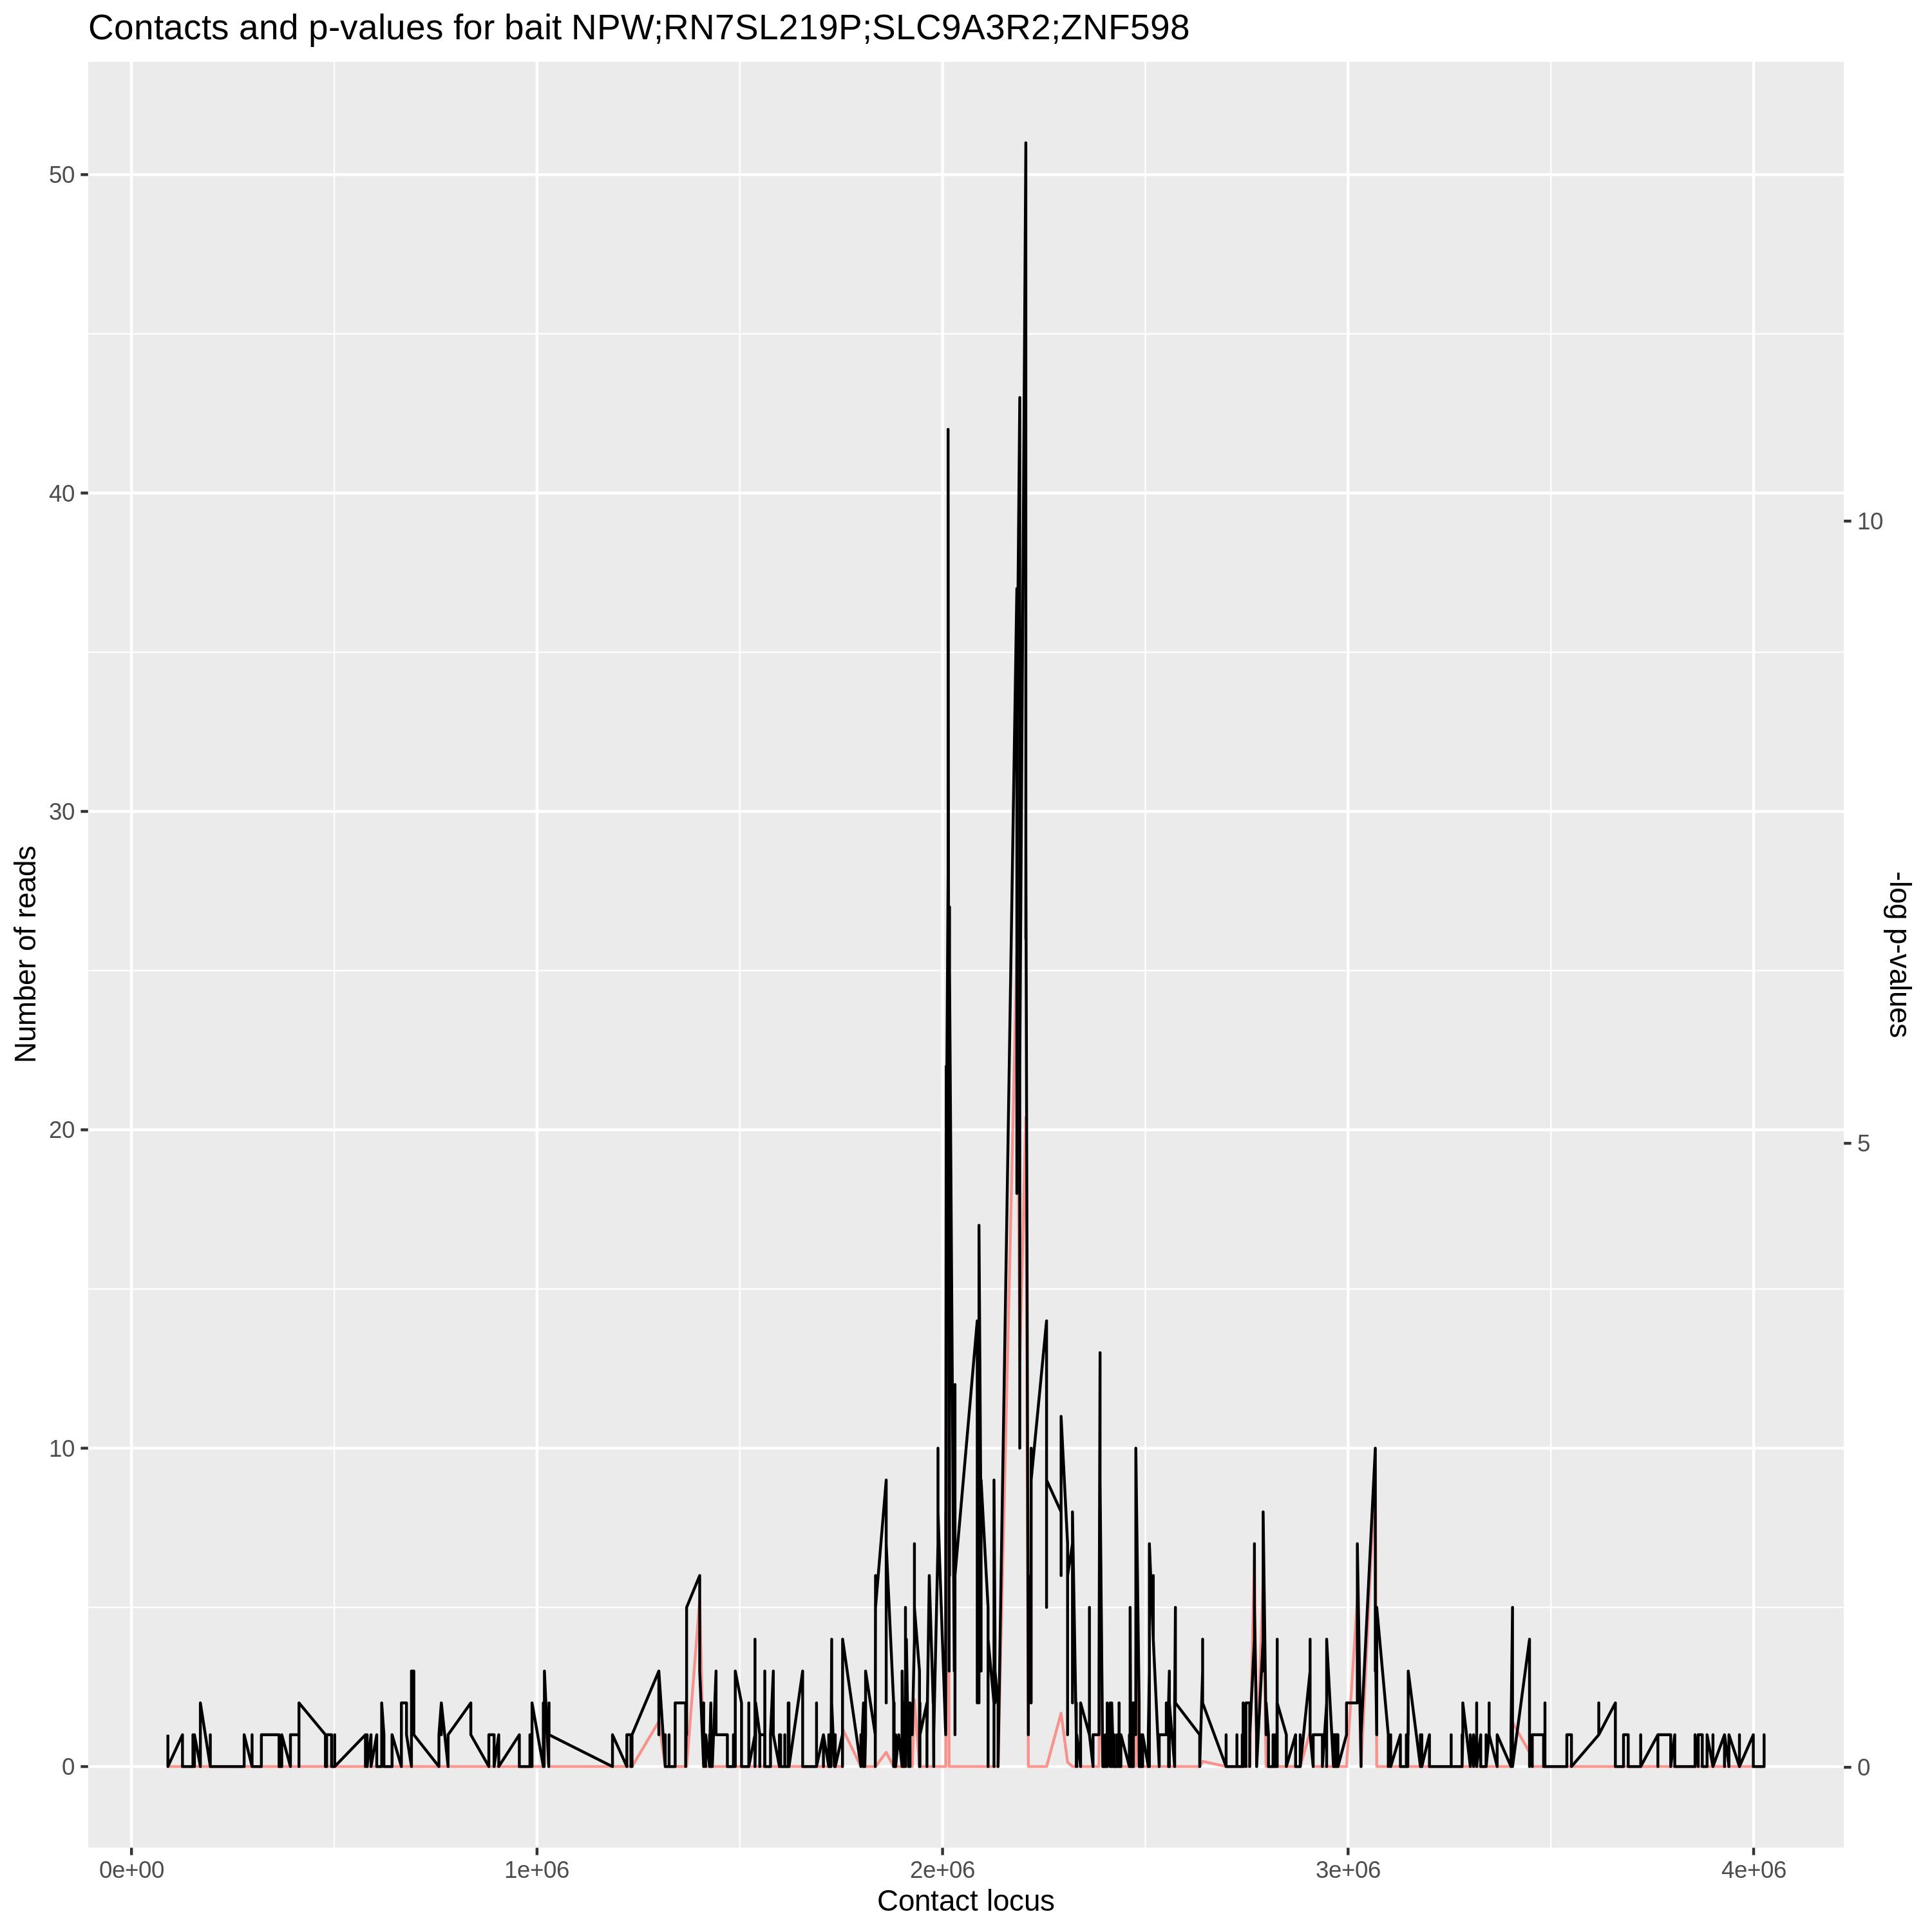 Contacts and p-values for bait NPW;RN7SL219P;SLC9A3R2;ZNF598
50
40
30
20
10
0
Number of reads
10
5
0
-log p-values
0e+00 1e+06 2e+06 3e+06 4e+06
Contact locus